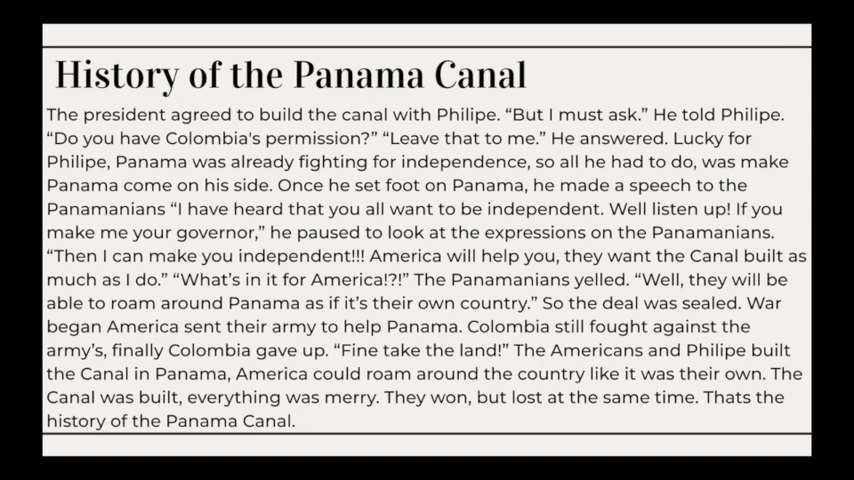 History of the Panama Canal
The president agreed to build the canal with Philipe. “But I must ask.” He told Philipe.
“Do you have Colombia's permission?” “Leave that to me.” He answered. Lucky for
Philipe, Panama was already fighting for independence, so all he had to do, was make
Panama come on his side. Once he set foot on Panama, he made a speech to the
Panamanians “I have heard that you all want to be independent. Well listen up! If you
make me your governor,” he paused to look at the expressions on the Panamanians.
“Then I can make you independent!!! America will help you, they want the Canal built as
much as I do.” “What’s in it for America!?!” The Panamanians yelled. “Well, they will be
able to roam around Panama as if it’s their own country.” So the deal was sealed. War
began America sent their army to help Panama. Colombia still fought against the
army’s, finally Colombia gave up. “Fine take the land!” The Americans and Philipe built
the Canal in Panama, America could roam around the country like it was their own. The
Canal was built, everything was merry. They won, but lost at the same time. Thats the
history of the Panama Canal.